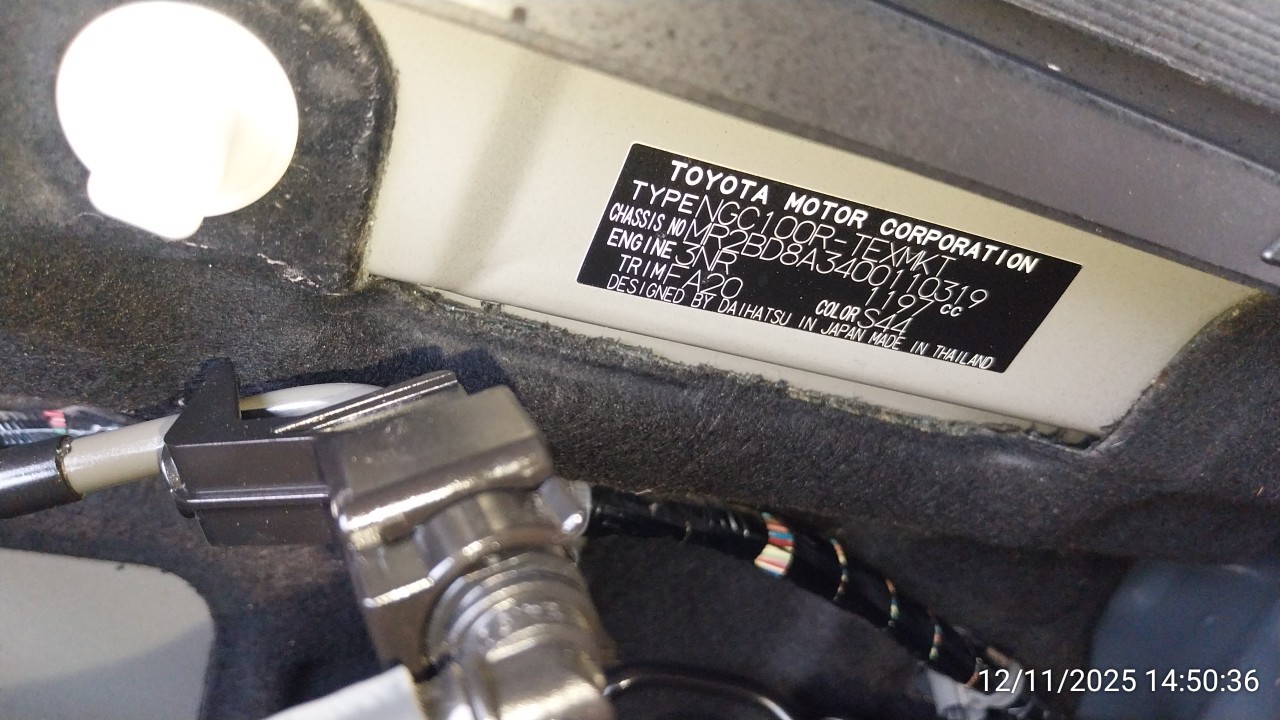 TOYOTA MOTOR CORPORATION
TYPE NGC100R-TEXMKT
CHASSIS NO MR2BD8A3400110319
ENGINE 3NR 1197 cc
TRIM FA20 COLOR S44
DESIGNED BY DAIHATSU IN JAPAN MADE IN THAILAND
12/11/2025 14:50:36